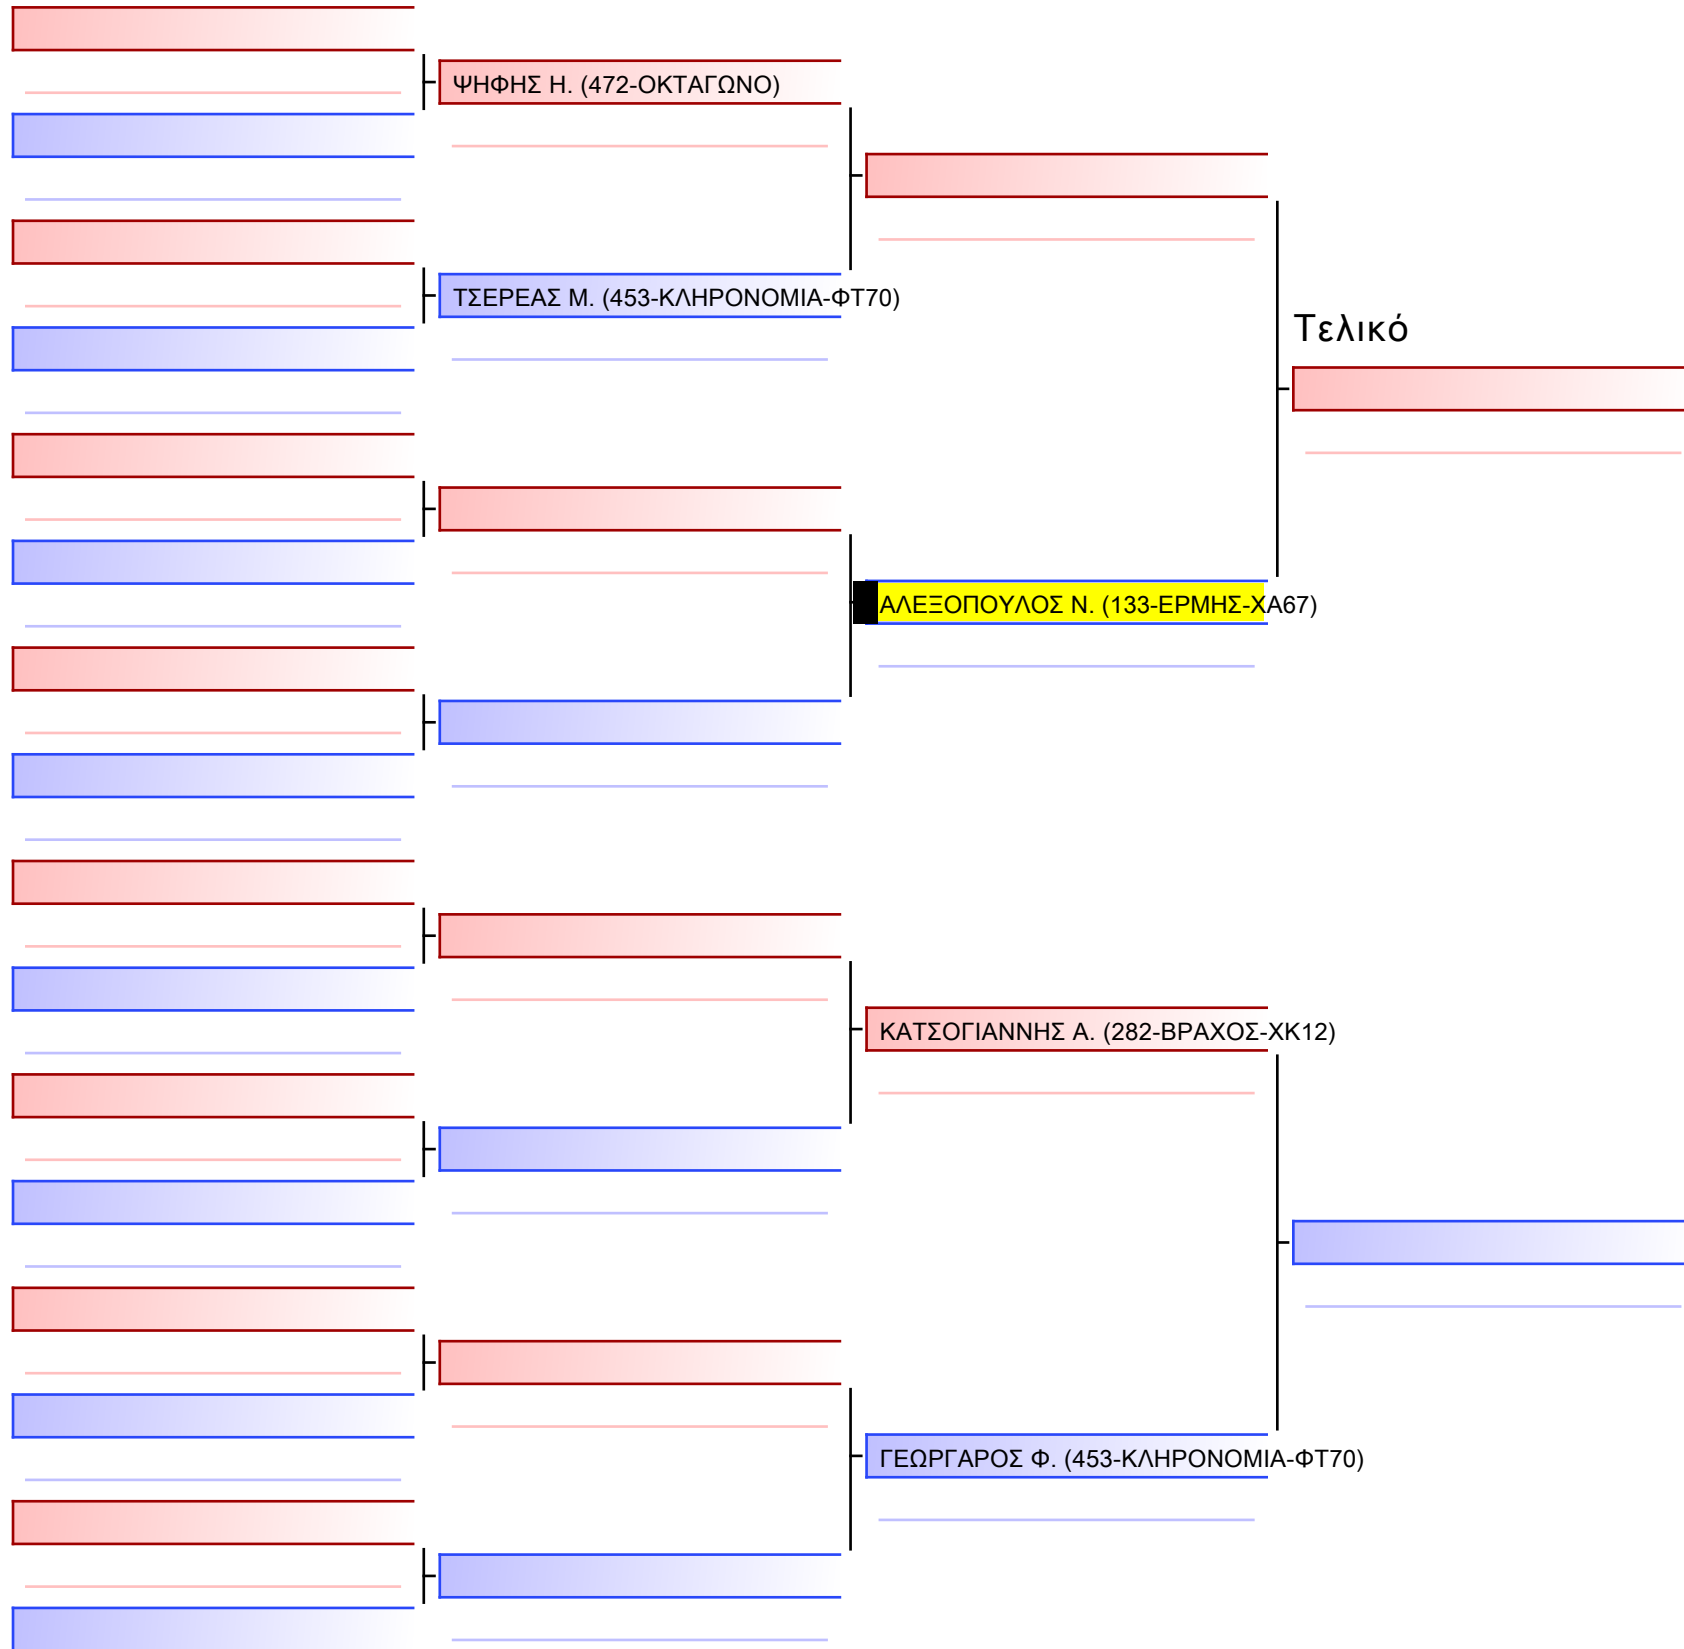 ΨΗΦΗΣ Η. (472-ΟΚΤΑΓΩΝΟ)
ΤΣΕΡΕΑΣ Μ. (453-ΚΛΗΡΟΝΟΜΙΑ-ΦΤ70)
Τελικό
ΑΛΕΞΟΠΟΥΛΟΣ Ν. (133-ΕΡΜΗΣ-ΧΑ67)
ΚΑΤΣΟΓΙΑΝΝΗΣ Α. (282-ΒΡΑΧΟΣ-ΧΚ12)
ΓΕΩΡΓΑΡΟΣ Φ. (453-ΚΛΗΡΟΝΟΜΙΑ-ΦΤ70)